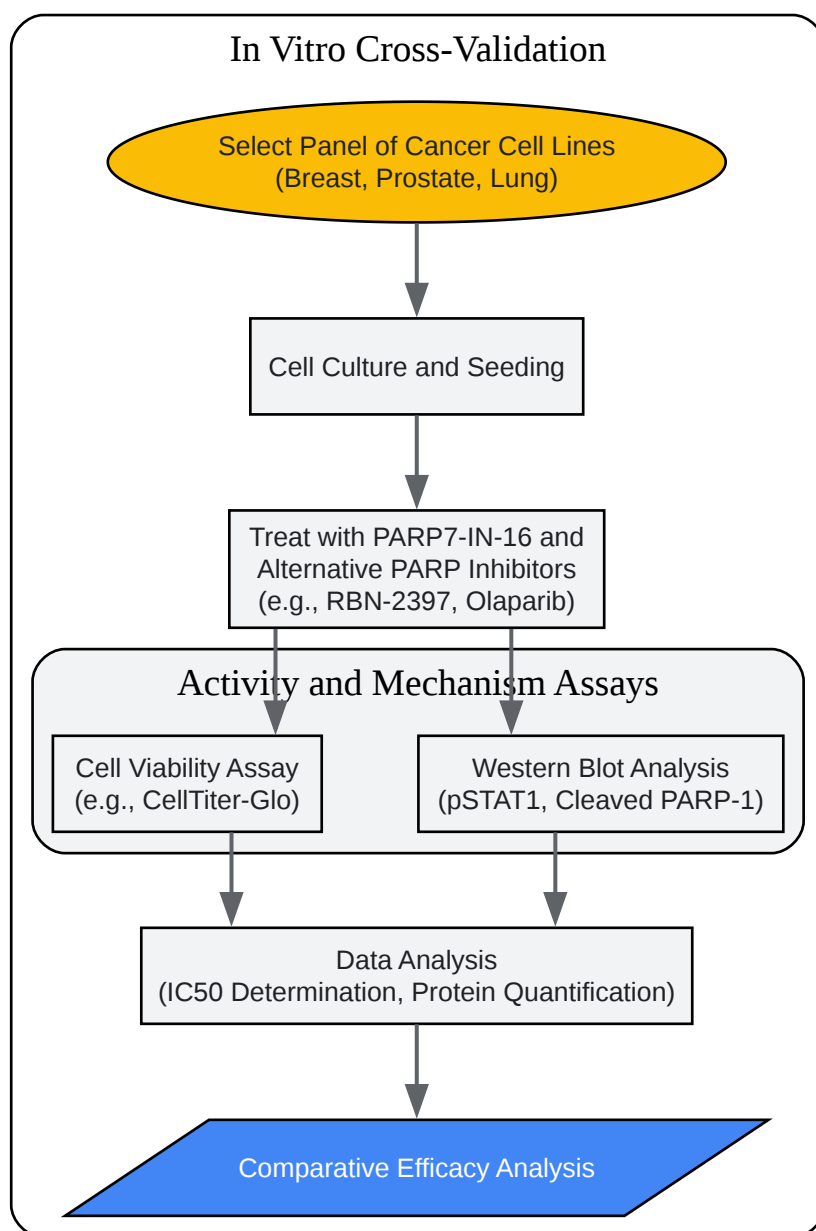 In Vitro Cross-Validation
Select Panel of Cancer Cell Lines
(Breast, Prostate, Lung)
Cell Culture and Seeding
Treat with PARP7-IN-16 and
Alternative PARP Inhibitors
(e.g., RBN-2397, Olaparib)
Activity and Mechanism Assays
Cell Viability Assay
(e.g., CellTiter-Glo)
Western Blot Analysis
(pSTAT1, Cleaved PARP-1)
Data Analysis
(IC50 Determination, Protein Quantification)
Comparative Efficacy Analysis